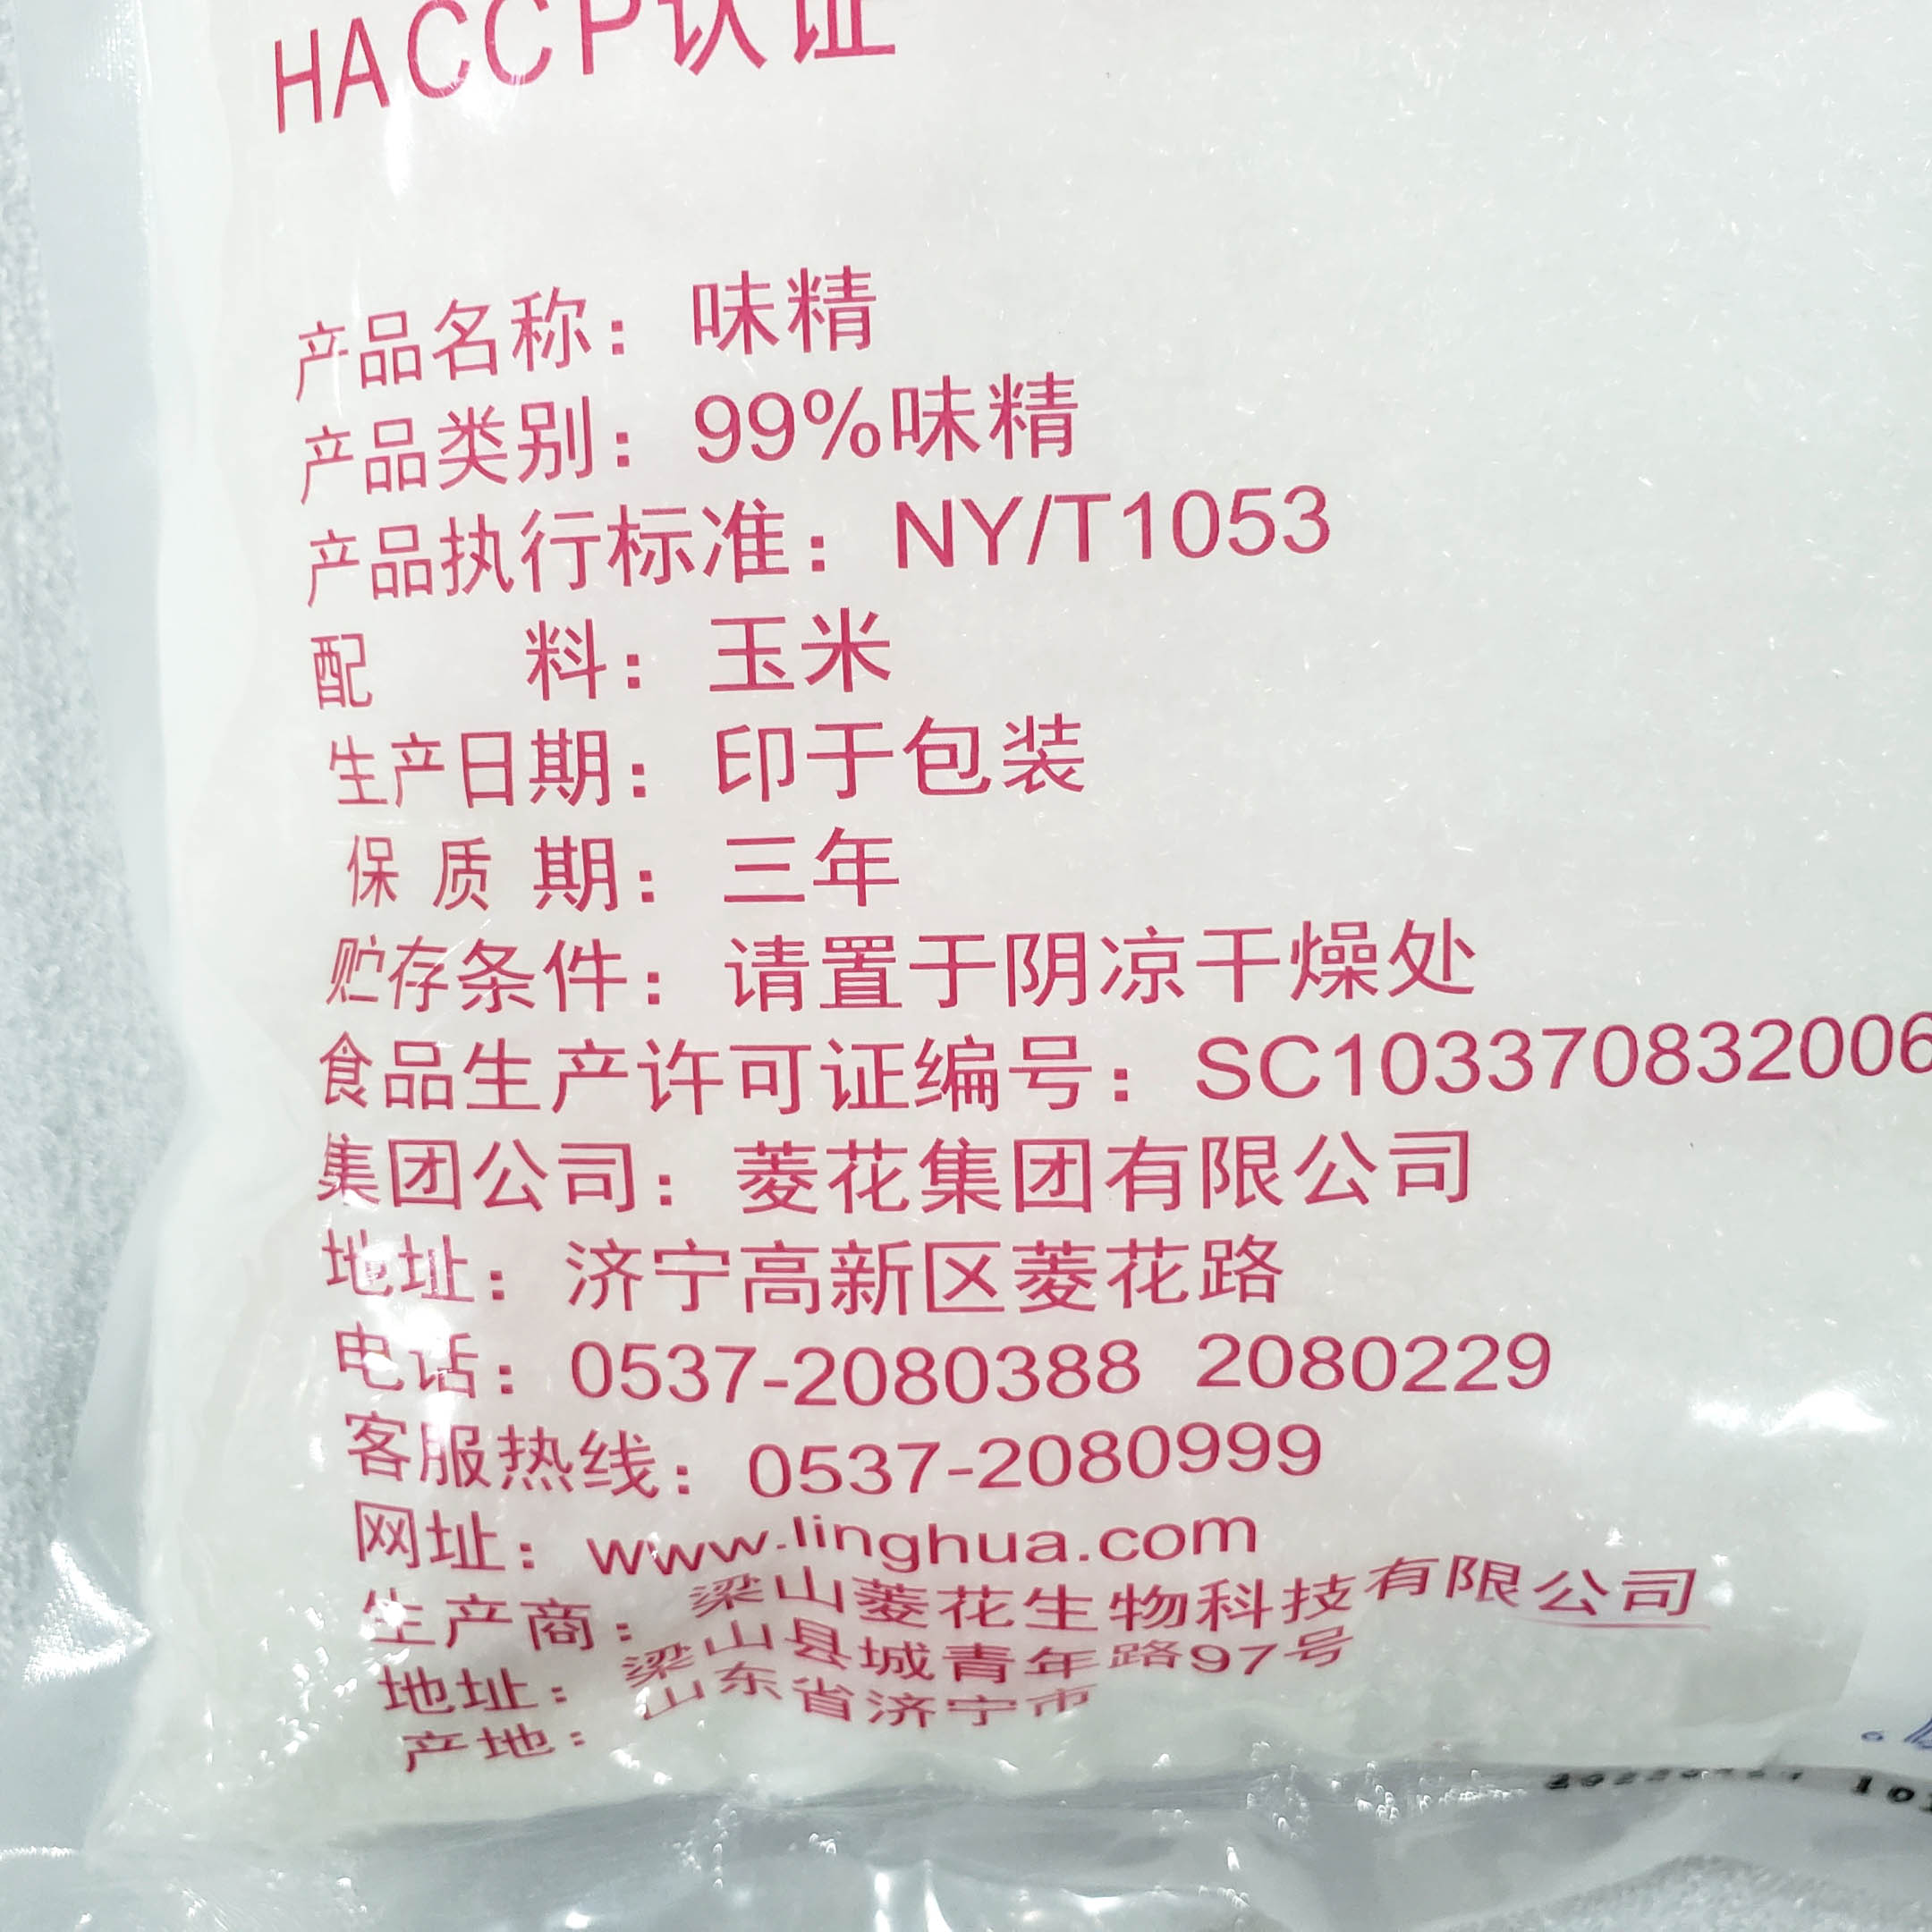 HACCP认证
产品名称：味精
产品类别：99%味精
产品执行标准：NY/T1053
配 料：玉米
生产日期：印于包装
保质期：三年
贮存条件：请置于阴凉干燥处
食品生产许可证编号：SC103370832006
集团公司：菱花集团有限公司
地址：济宁高新区菱花路
电话：0537-2080388 2080229
客服热线：0537-2080999
网址：www.linghua.com
生产商：梁山菱花生物科技有限公司
地址：梁山县城青年路97号
产地：山东省济宁市